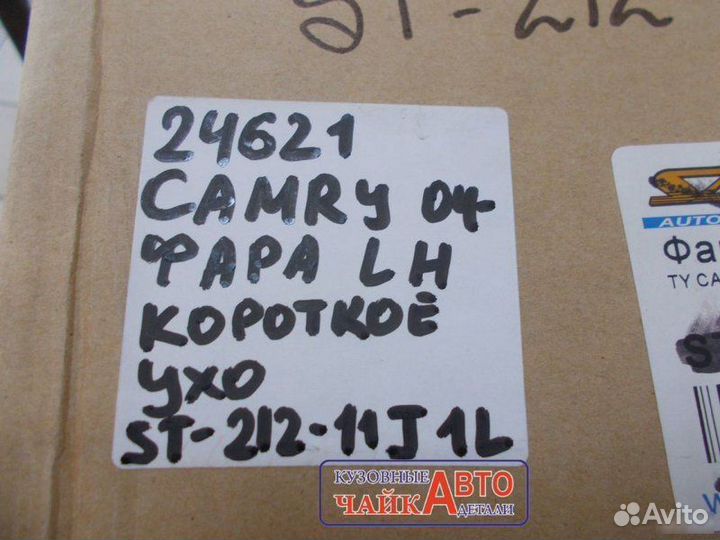 ST-212
24621
CAMRY 04-
ФАРА LH
КОРОТКОЕ
УХО
ST-212-11J1L
AUTO
TY CA
КУЗОВНЫЕ
ЧАЙКА АВТО
ДЕТАЛИ
Avito